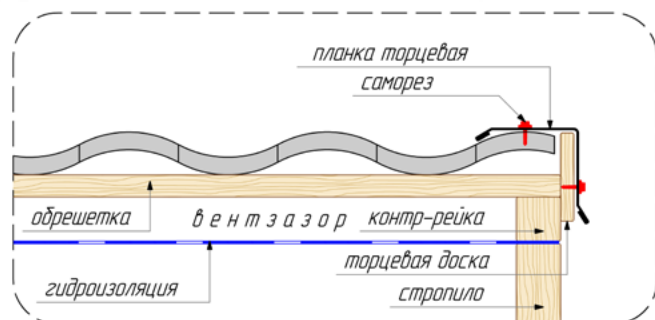 планка торцевая
саморез
обрешетка
вентзазор
контр-рейка
торцевая доска
гидроизоляция
стропило